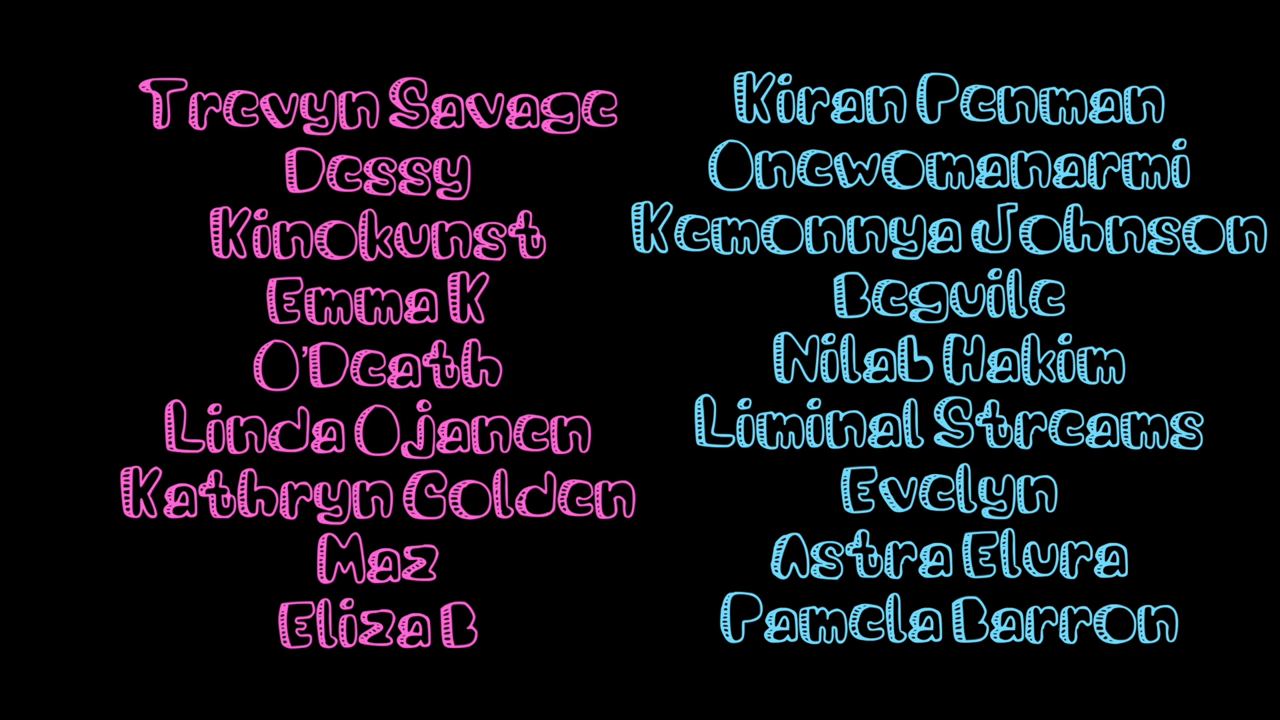 Trevyn Savage
Dessy
Kinokunst
Emma K
O'Death
Linda Ojanen
Kathryn Golden
Maz
Eliza B
Kiran Penman
Onewomanarmi
Kemonnya Johnson
Beguile
Nilab Hakim
Liminal Streams
Evelyn
Astra Elura
Pamela Barron